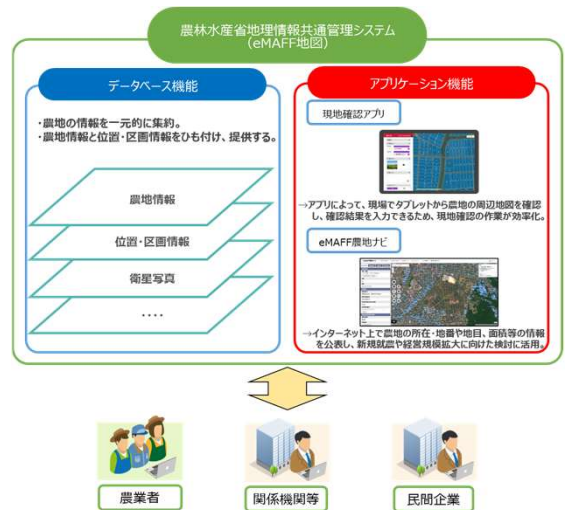 農林水産省地理情報共通管理システム
(eMAFF地図)
データベース機能
・農地の情報を一元的に集約。
・農地情報と位置・区画情報をひも付け、提供する。
農地情報
位置・区画情報
衛星写真
・・・・
アプリケーション機能
現地確認アプリ
→アプリによって、現場でタブレットから農地の周辺地図を確認
し、確認結果を入力できるため、現地確認の作業が効率化。
eMAFF農地ナビ
→インターネット上で農地の所在・地番や地目、面積等の情報
を公表し、新規就農や経営規模拡大に向けた検討に活用。
農業者
関係機関等
民間企業